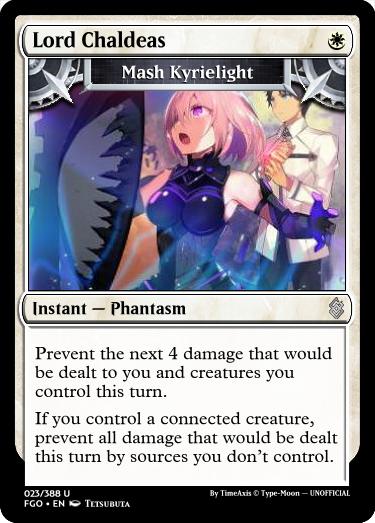 Lord Chaldeas
Mash Kyrielight
Instant — Phantasm
Prevent the next 4 damage that would
be dealt to you and creatures you
control this turn.
If you control a connected creature,
prevent all damage that would be dealt
this turn by sources you don't control.
023/388 U
FGO • EN Tetsubuta
By TimeAxis © Type-Moon — UNOFFICIAL